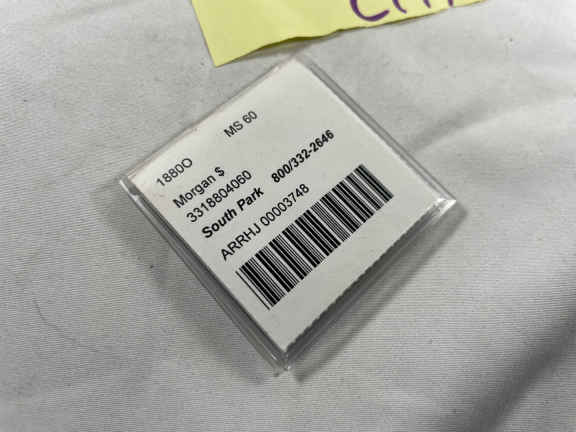 1880O MS 60
Morgan $
3318804060
South Park 800/332-2646
ARRHJ 00003748